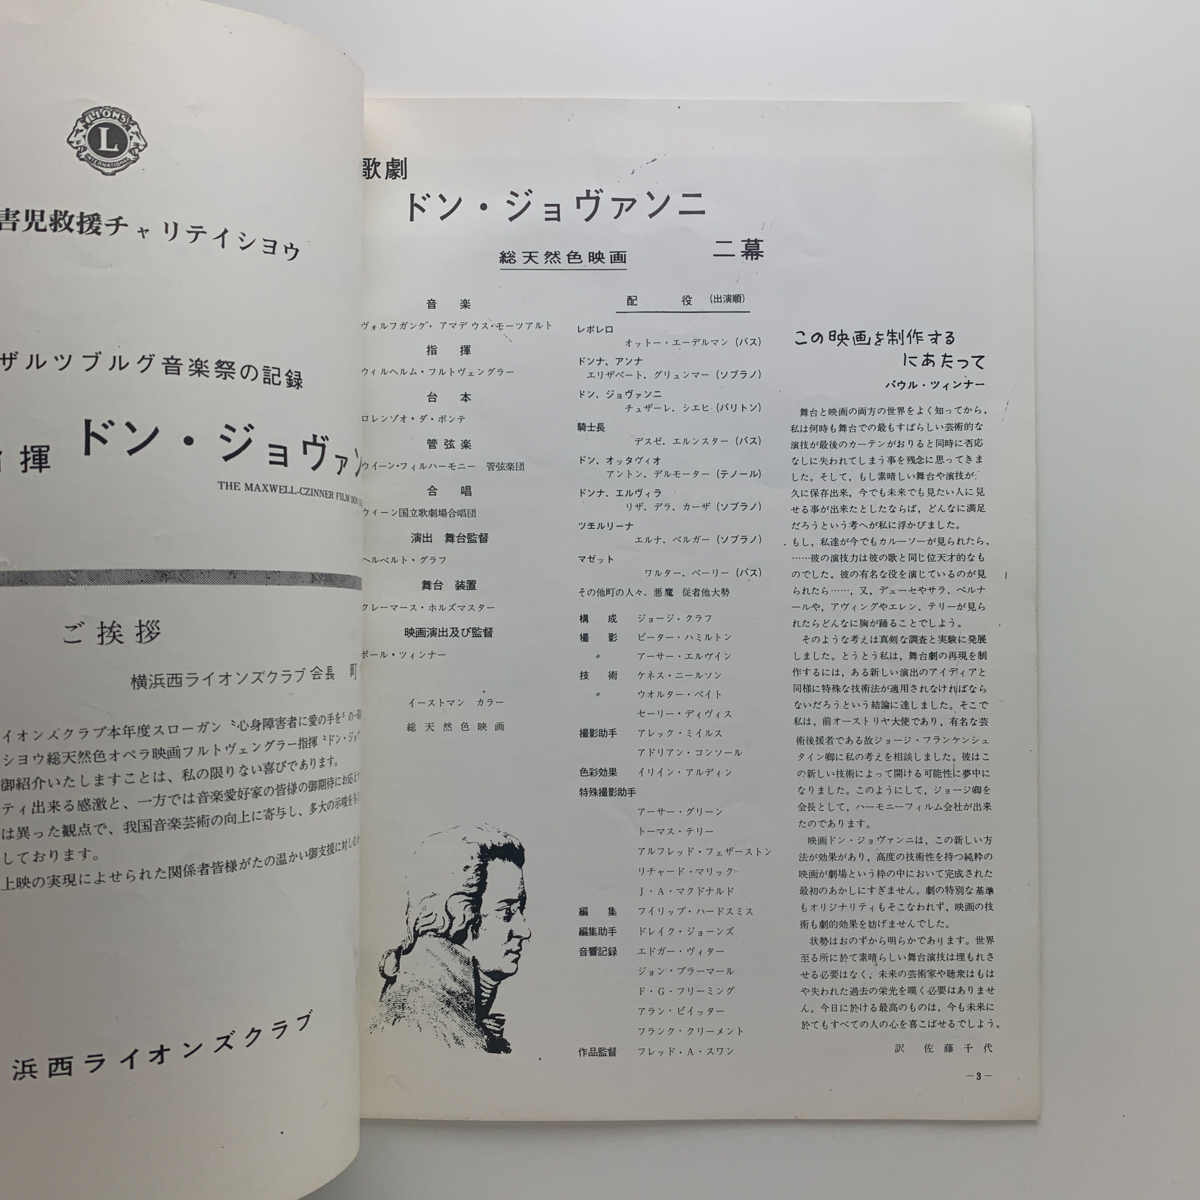 LIONS
L
INTERNATIONAL
害児救援チャリテイショウ
ザルツブルグ音楽祭の記録
揮 ドン・ジョヴァン
THE MAXWELL-CZINNER FILM DON
ご挨拶
横浜西ライオンズクラブ会長 町
イオンズクラブ本年度スローガン〝心身障害者に愛の手を〟の一
ショウ総天然色オペラ映画フルトヴェングラー指揮〝ドン・ジョ
御紹介いたしますことは、私の限りない喜びであります。
ティ出来る感激と、一方では音楽愛好家の皆様の御期待にお応え
は異った観点で、我国音楽芸術の向上に寄与し、多大の示唆を
しております。
上映の実現によせられた関係者皆様がたの温かい御支援に対し
浜西ライオンズクラブ
歌劇
ドン・ジョヴァンニ
二幕
総天然色映画
音楽
ヴォルフガング・アマデウス・モーツアルト
指揮
ウィルヘルム・フルトヴェングラー
台本
ロレンゾオ・ダ・ポンテ
管弦楽
ウイーン・フィルハーモニー 管弦楽団
合唱
ウィーン国立歌劇場合唱団
演出 舞台監督
ヘルベルト・グラフ
舞台 装置
クレーマース・ホルズマスター
映画演出及び監督
ポール・ツィンナー
イーストマン カラー
総天然色映画
配役 (出演順)
レポレロ
オットー・エーデルマン (バス)
ドンナ、アンナ
エリザベート、グリュンマー (ソプラノ)
ドン、ジョヴァンニ
チェザーレ、シエピ (バリトン)
騎士長
デスゼ、エルンスター (バス)
ドン、オッタヴィオ
アントン、デルモーター (テノール)
ドンナ、エルヴィラ
リザ、デラ、カーザ (ソプラノ)
ツェルリーナ
エルナ、ベルガー (ソプラノ)
マゼット
ワルター、ベーリー (バス)
その他町の人々、悪魔 従者他大勢
構成 ジョージ・クラフ
撮影 ピーター・ハミルトン
〃 アーサー・エルヴイン
技術 ケネス・ニールソン
〃 ウオルター・ベイト
セーリー・ディヴィス
撮影助手 アレック・ミイルス
アドリアン・コンソール
色彩効果 イリイン・アルディン
特殊撮影助手
アーサー・グリーン
トーマス・テリー
アルフレッド・フェザーストン
リチャード・マリック
J・A・マクドナルド
編集 フイリップ・ハードスミス
編集助手 ドレイク・ジョーンズ
音響記録 エドガー・ヴィター
ジョン・ブラーマール
F・G・フリーミング
アラン・ビイッター
フランク・クリーメント
作品監督 フレッド・A・スワン
この映画を制作する
にあたって
パウル・ツィンナー
舞台と映画の両方の世界をよく知ってから、
私は何時も舞台での最もすばらしい芸術的な
演技が最後のカーテンがおりると同時に否応
なしに失われてしまう事を残念に思ってきま
した。そして、もし素晴しい舞台や演技が、
久に保存出来、今でも未来でも見たい人に見
せる事が出来たとしたならば、どんなに満足
だろうという考へが私に浮かびました。
もし、私達が今でもカルーソーが見られたら、
……彼の演技力は彼の歌と同じ位天才的なも
のでした。彼の有名な役を演じているのが見
られたら……、又、デューセやサラ、ベルナ
ールや、アヴィングやエレン、テリーが見ら
れたらどんなに胸が踊ることでしよう。
そのような考えは真剣な調査と実験に発展
しました。とうとう私は、舞台劇の再現を制
作するには、ある新しい演出のアイディアと
同様に特殊な技術法が適用されなければなら
ないだろうという結論に達しました。そこで
私は、前オーストリヤ大使であり、有名な芸
術後援者である故ジョージ・フランケンシュ
タイン卿に私の考えを相談しました。彼はこ
の新しい技術によって開ける可能性に夢中に
なりました。このようにして、ジョージ卿を
会長として、ハーモニーフィルム会社が出来
たのであります。
映画ドン・ジョヴァンニは、この新しい方
法が効果があり、高度の技術性を持つ純粋の
映画が劇場という枠の中において完成された
最初のあかしにすぎません。劇の特別な基準
もオリジナリティもそこなわれず、映画の技
術も劇的効果を妨げませんでした。
状勢はおのずから明らかであります。世界
至る所に於て素晴らしい舞台演技は埋もれさ
せる必要はなく、未来の芸術家や聴衆はもは
や失われた過去の栄光を嘆く必要はありませ
ん。今日に於ける最高のものは、今も未来に
於てもすべての人の心を喜こばせるでしよう。
訳 佐藤千代
—3—